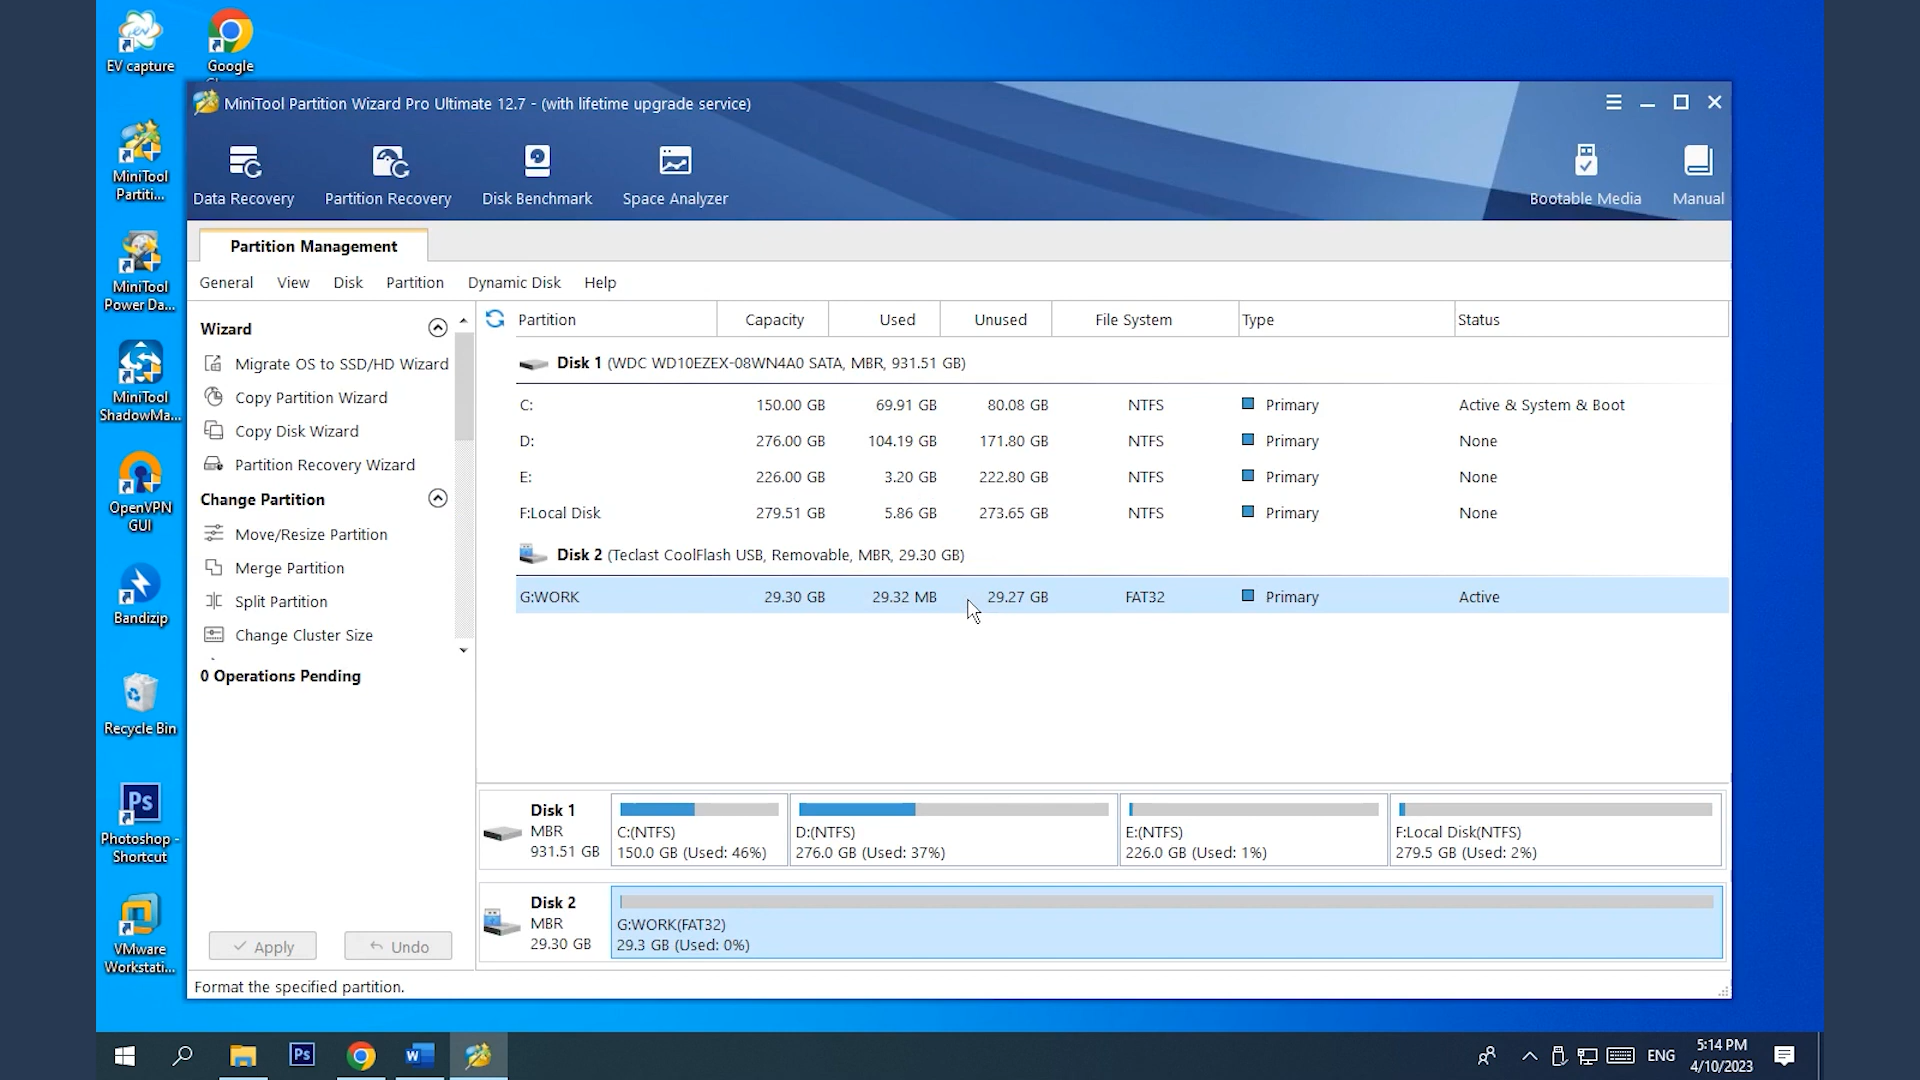 EV capture
Google
MiniTool Partition Wizard Pro Ultimate 12.7 - (with lifetime upgrade service)
MiniTool
Partiti...
Data Recovery
Partition Recovery
Disk Benchmark
Space Analyzer
Bootable Media
Manual
MiniTool
Power Da...
Partition Management
General View Disk Partition Dynamic Disk Help
MiniTool
ShadowMa...
OpenVPN
GUI
Bandizip
Recycle Bin
Ps
Photoshop -
Shortcut
VMware
Workstati...
Wizard
Migrate OS to SSD/HD Wizard
Copy Partition Wizard
Copy Disk Wizard
Partition Recovery Wizard
Change Partition
Move/Resize Partition
Merge Partition
Split Partition
Change Cluster Size
0 Operations Pending
Apply Undo
Partition Capacity Used Unused File System Type Status
Disk 1 (WDC WD10EZEX-08WN4A0 SATA, MBR, 931.51 GB)
C: 150.00 GB 69.91 GB 80.08 GB NTFS Primary Active & System & Boot
D: 276.00 GB 104.19 GB 171.80 GB NTFS Primary None
E: 226.00 GB 3.20 GB 222.80 GB NTFS Primary None
F:Local Disk 279.51 GB 5.86 GB 273.65 GB NTFS Primary None
Disk 2 (Teclast CoolFlash USB, Removable, MBR, 29.30 GB)
G:WORK 29.30 GB 29.32 MB 29.27 GB FAT32 Primary Active
Disk 1
MBR
931.51 GB
C:(NTFS)
150.0 GB (Used: 46%)
D:(NTFS)
276.0 GB (Used: 37%)
E:(NTFS)
226.0 GB (Used: 1%)
F:Local Disk(NTFS)
279.5 GB (Used: 2%)
Disk 2
MBR
29.30 GB
G:WORK(FAT32)
29.3 GB (Used: 0%)
Format the specified partition.
Ps
W
ENG
5:14 PM
4/10/2023